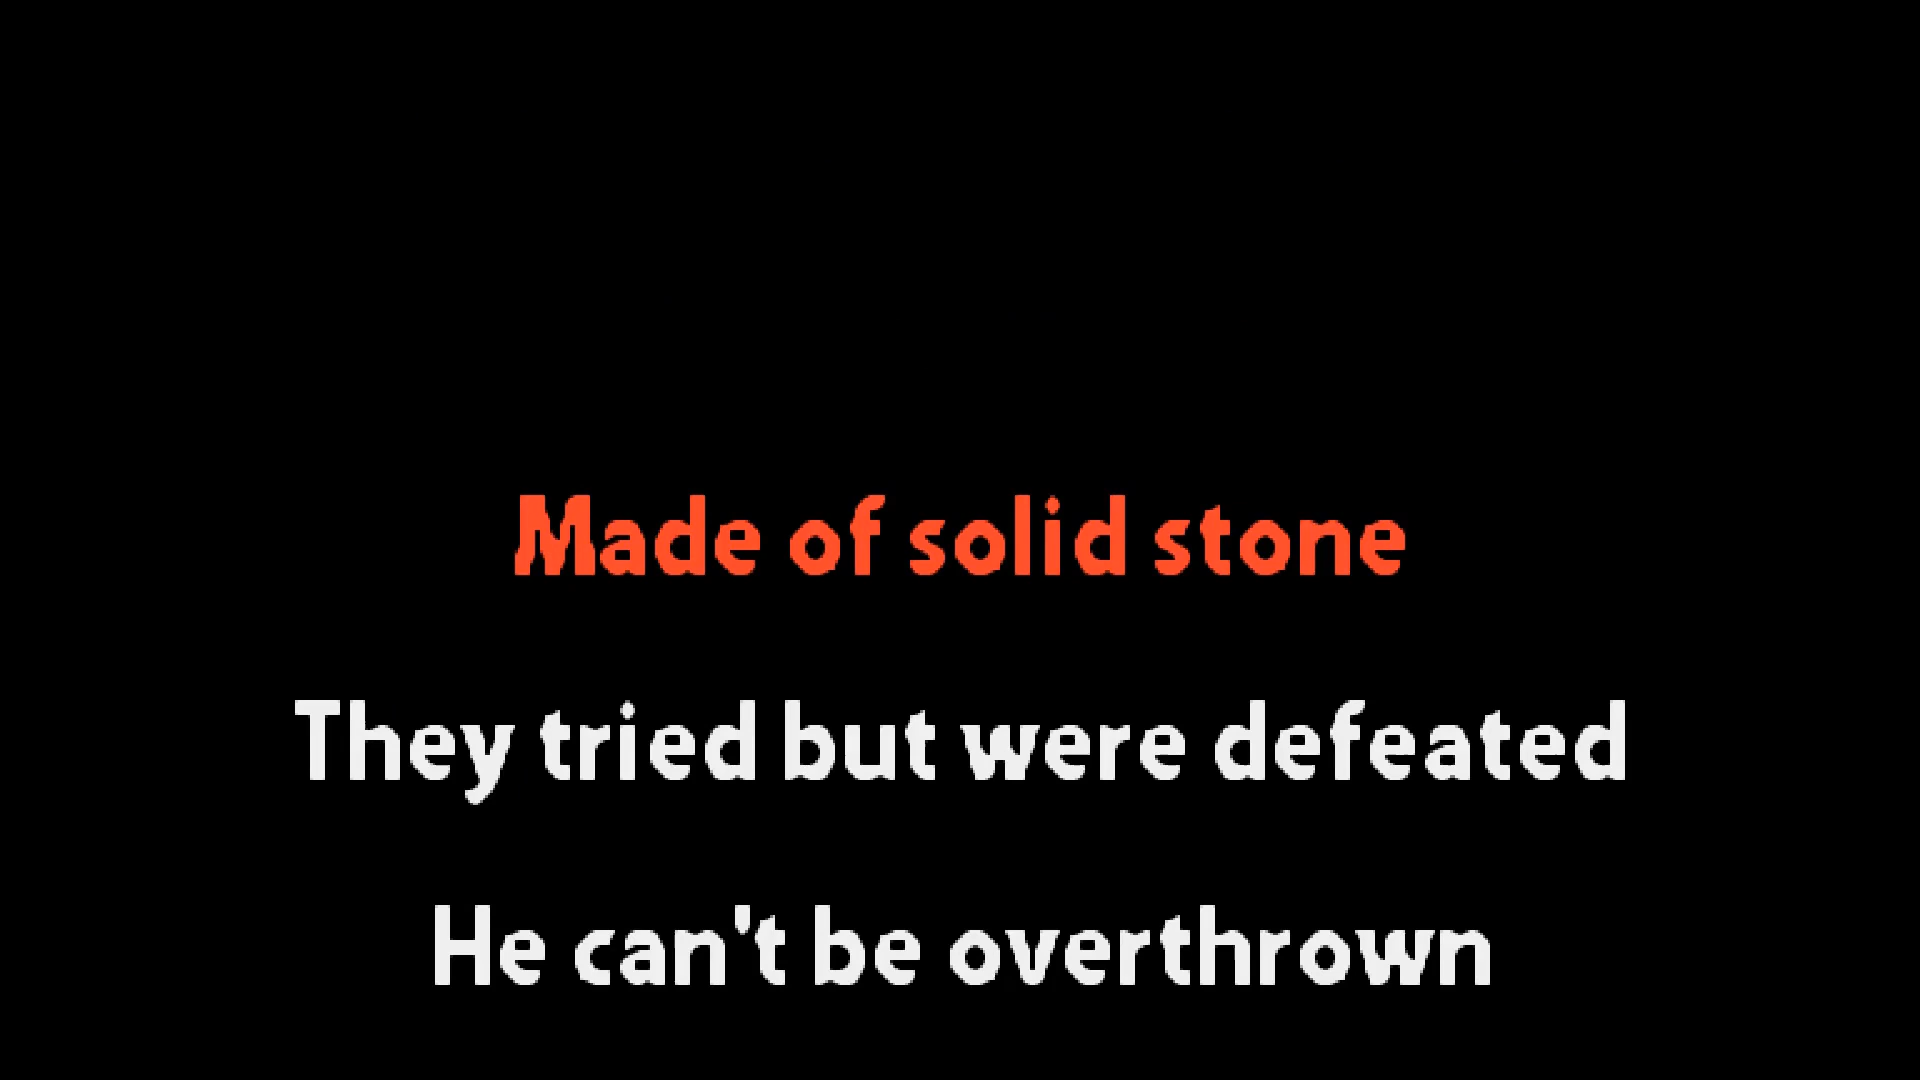 Made of solid stone
They tried but were defeated
He can't be overthrown